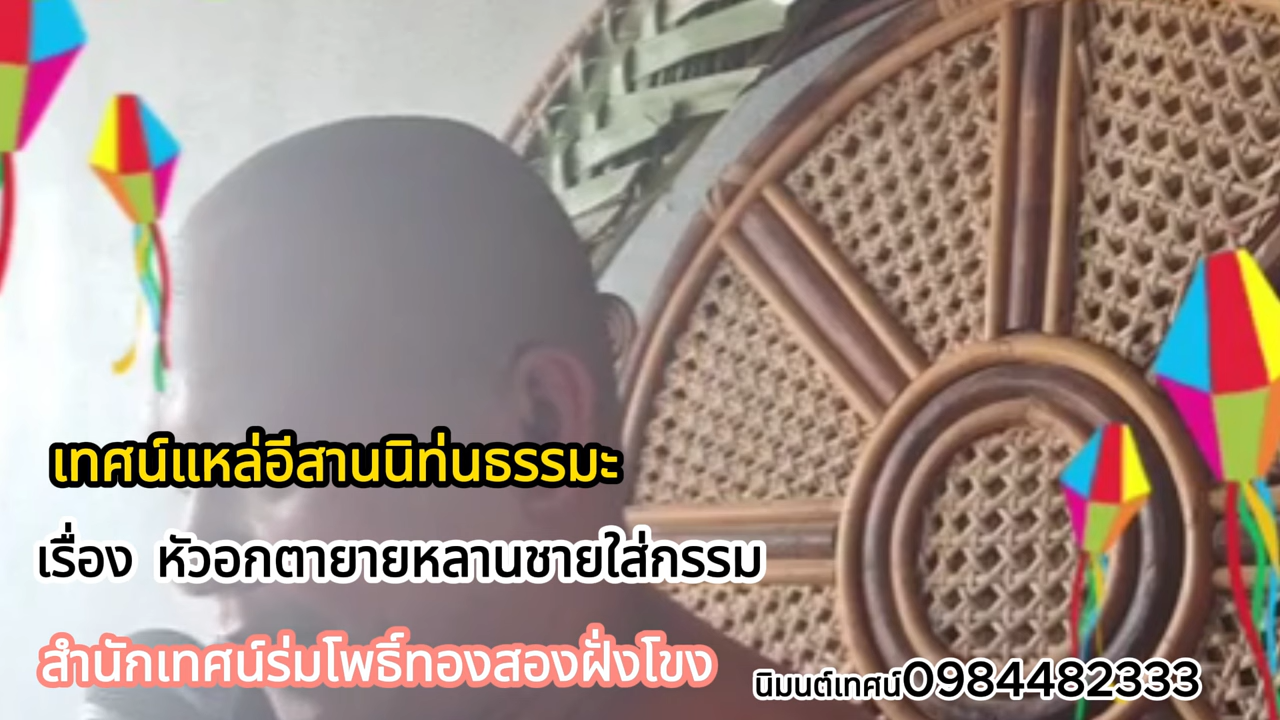 เทศน์แหล่อีสานนิท่นธรรมะ
เรื่อง หัวอกตายายหลานชายใส่กรรม
สำนักเทศน์ร่มโพธิ์ทองสองฝั่งโขง
นิมนต์เทศน์0984482333